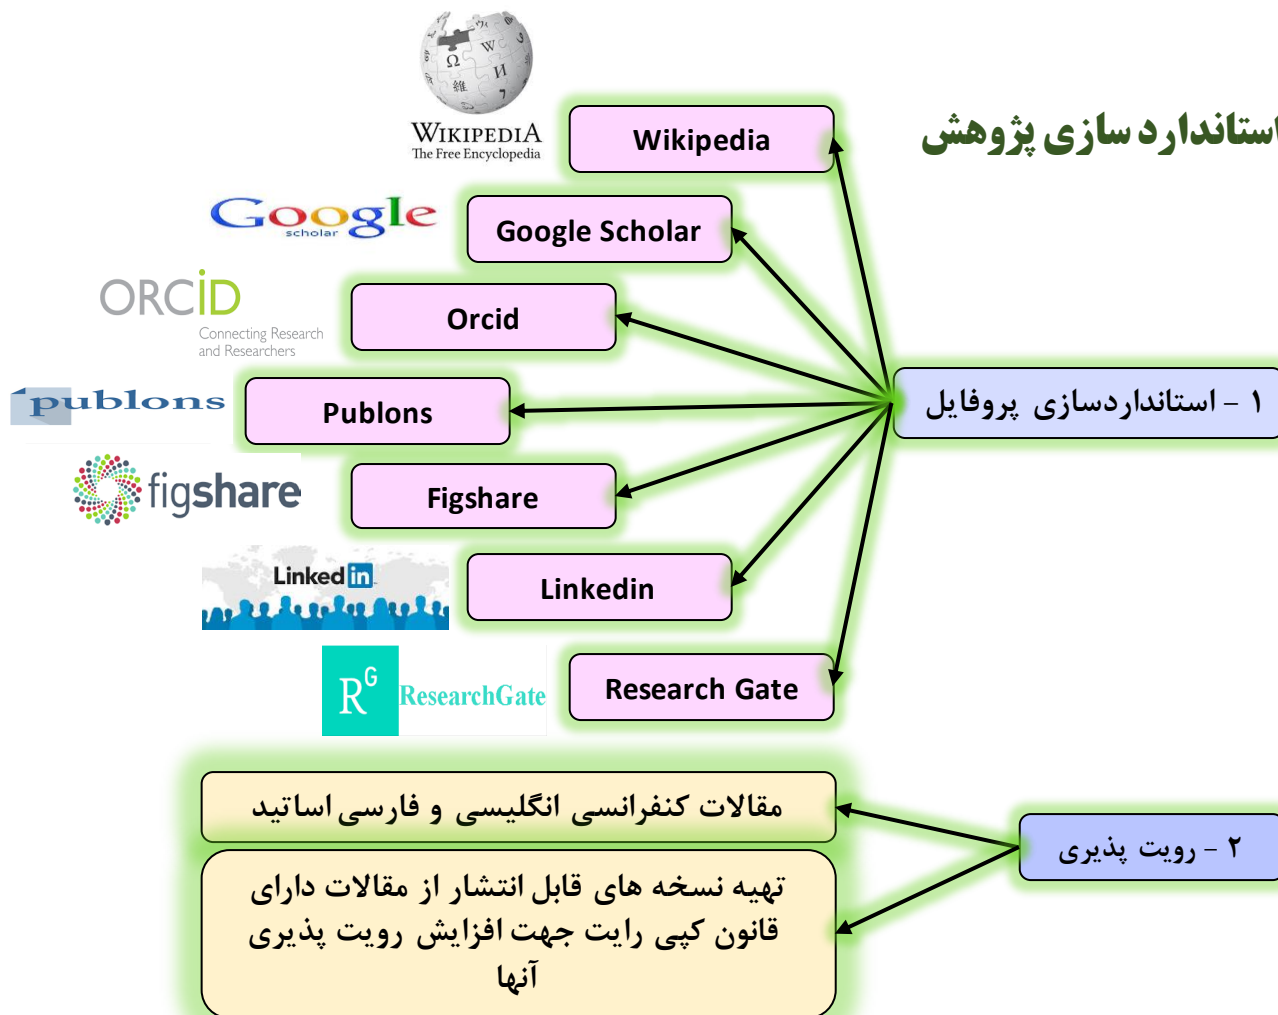 استاندارد سازی پژوهش
WIKIPEDIA
The Free Encyclopedia
Wikipedia
Google
scholar
Google Scholar
ORCID
Connecting Research
and Researchers
Orcid
۱ - استانداردسازی پروفایل
publons
Publons
figshare
Figshare
Linked in
Linkedin
RG ResearchGate
Research Gate
مقالات کنفرانسی انگلیسی و فارسی اساتید
۲ - رویت پذیری
تهیه نسخه های قابل انتشار از مقالات دارای
قانون کپی رایت جهت افزایش رویت پذیری
آنها